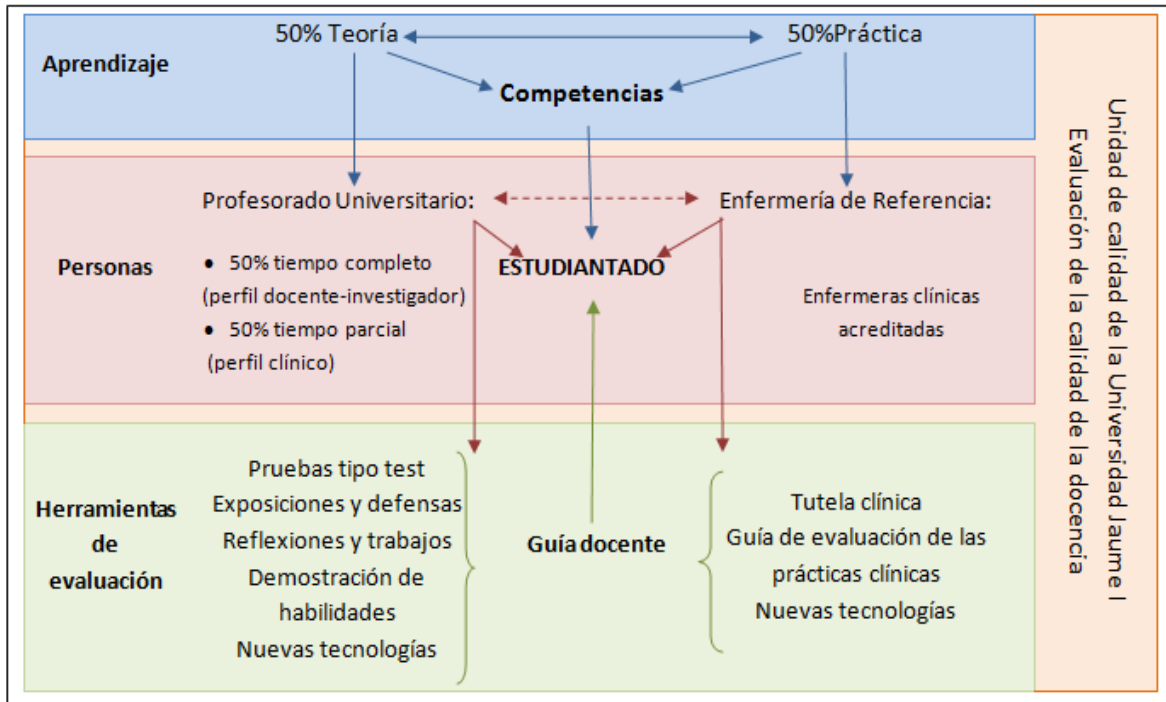 50% Teoría
50%Práctica
Aprendizaje
Competencias
Profesorado Universitario:
Enfermería de Referencia:
Personas
• 50% tiempo completo
(perfil docente-investigador)
• 50% tiempo parcial
(perfil clínico)
ESTUDIANTADO
Enfermeras clínicas
acreditadas
Herramientas
de
evaluación
Pruebas tipo test
Exposiciones y defensas
Reflexiones y trabajos
Demostración de
habilidades
Nuevas tecnologías
Guía docente
Tutela clínica
Guía de evaluación de las
prácticas clínicas
Nuevas tecnologías
Unidad de calidad de la Universidad Jaume I
Evaluación de la calidad de la docencia